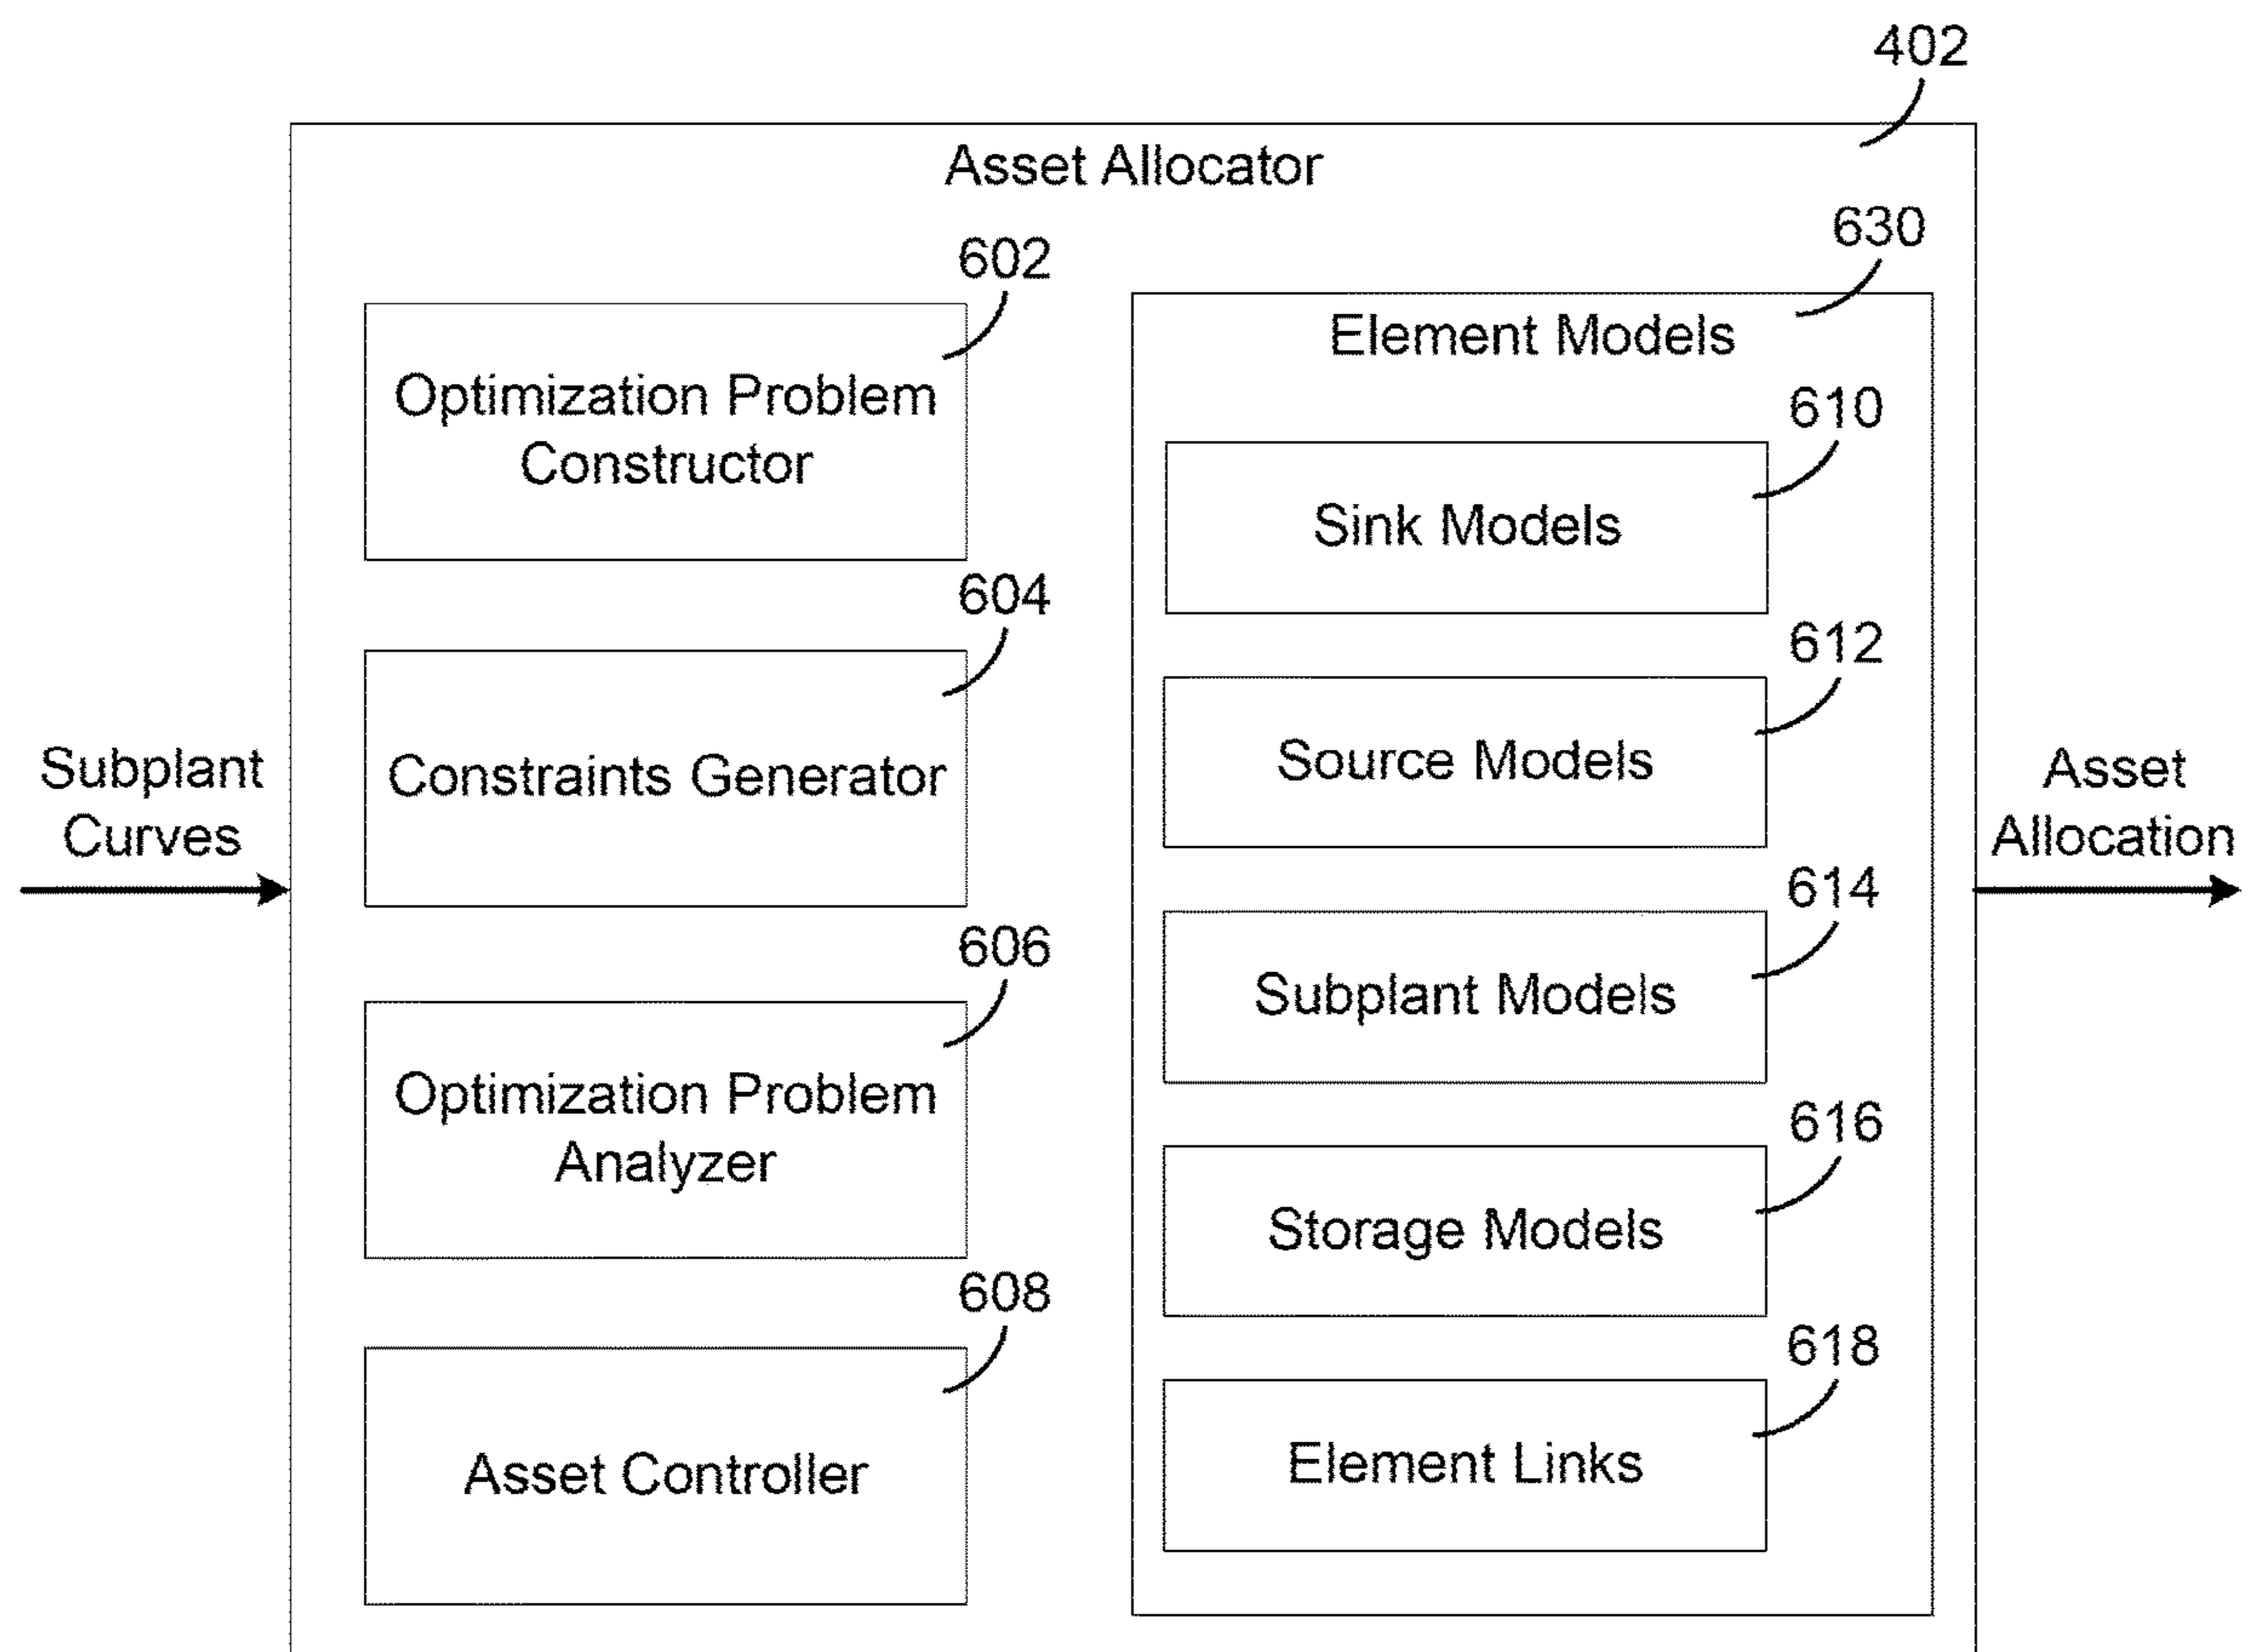 402
Asset Allocator
630
602
Element Models
Optimization Problem
Constructor
610
Sink Models
604
612
Constraints Generator
Source Models
Subplant
Curves
Asset
Allocation
614
606
Subplant Models
Optimization Problem
Analyzer
616
Storage Models
608
618
Asset Controller
Element Links